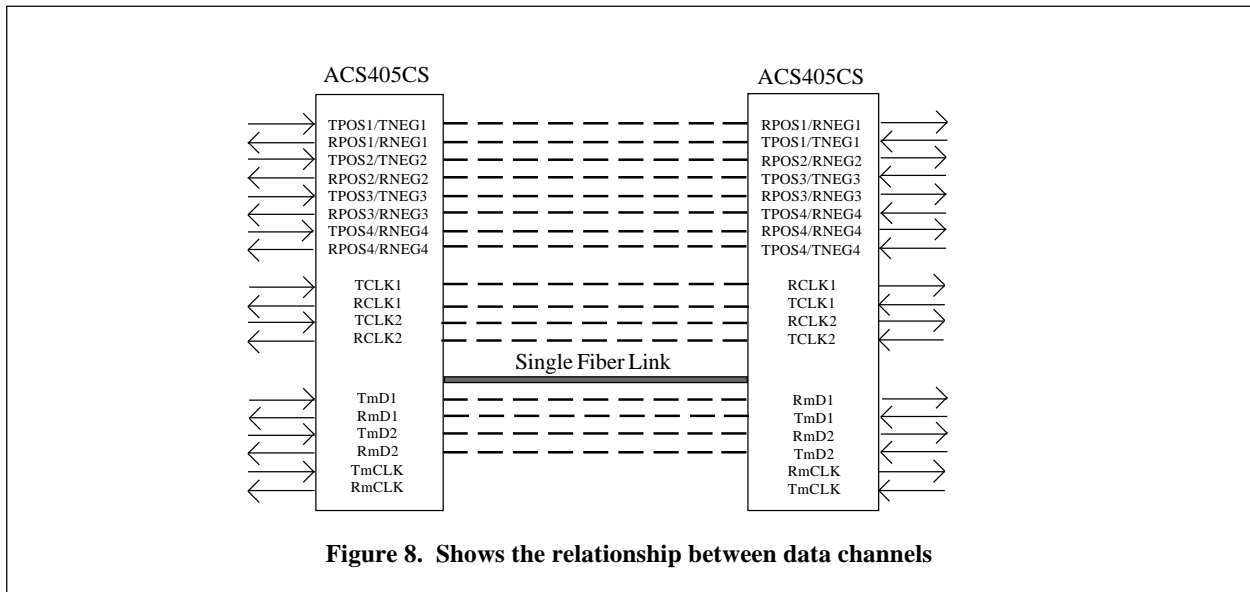 ACS405CS
ACS405CS
TPOS1/TNEG1
RPOS1/RNEG1
TPOS2/TNEG2
RPOS2/RNEG2
TPOS3/TNEG3
RPOS3/RNEG3
TPOS4/RNEG4
RPOS4/RNEG4
TCLK1
RCLK1
TCLK2
RCLK2
TmD1
RmD1
TmD2
RmD2
TmCLK
RmCLK
Single Fiber Link
RPOS1/RNEG1
TPOS1/TNEG1
RPOS2/RNEG2
TPOS3/TNEG3
RPOS3/RNEG3
TPOS4/RNEG4
RPOS4/RNEG4
TPOS4/TNEG4
RCLK1
TCLK1
RCLK2
TCLK2
RmD1
TmD1
RmD2
TmD2
RmCLK
TmCLK
Figure 8. Shows the relationship between data channels